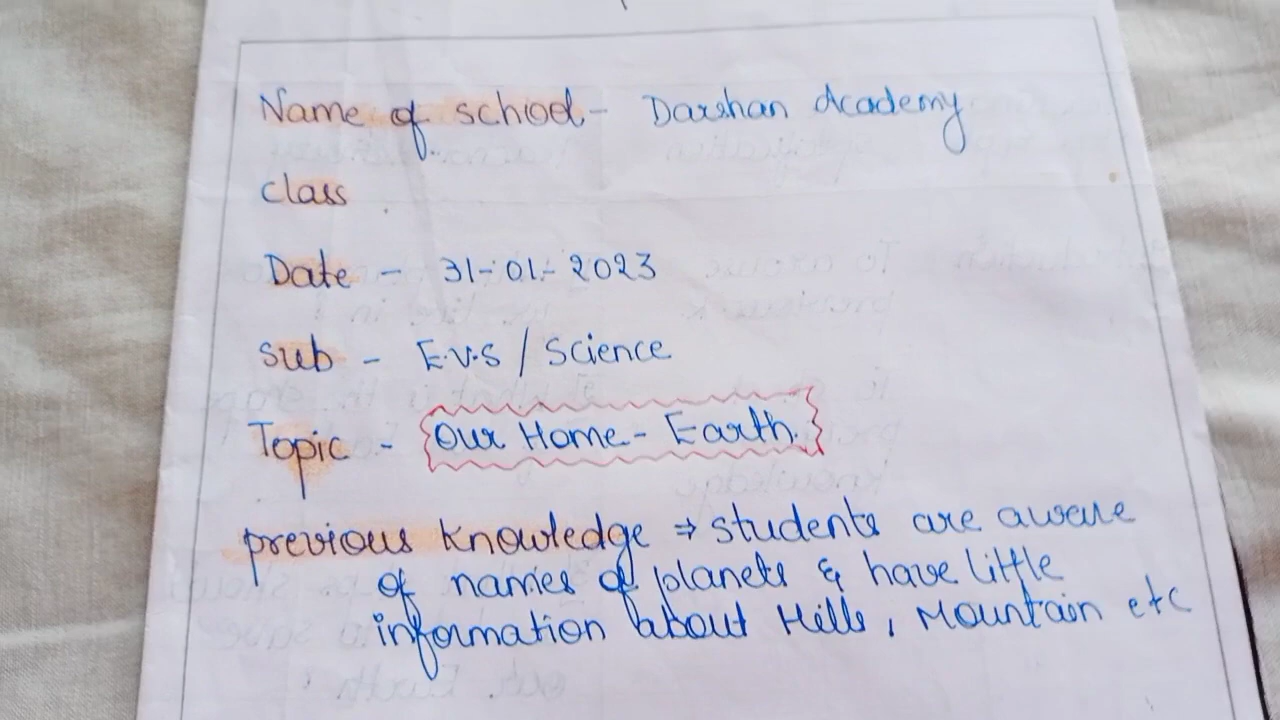 Name of school - Darshan Academy
class
Date - 31-01-2023
sub - E.V.S / Science
Topic - Our Home - Earth.
previous knowledge ⇒ students are aware
of names of planets & have little
information about Hills, Mountain etc